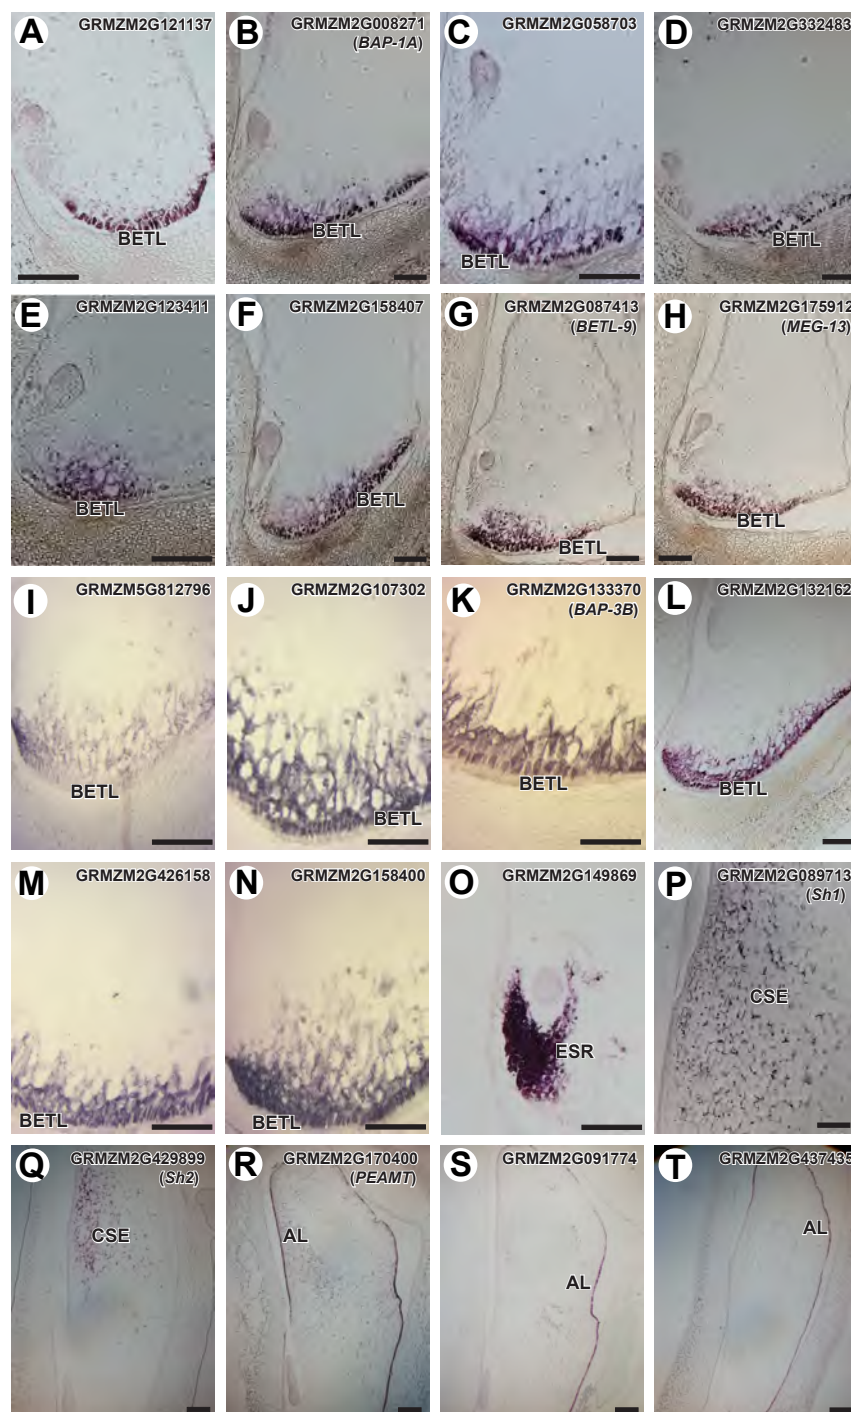 A GRMZM2G121137
BETL
B GRMZM2G008271
(BAP-1A)
BETL
C GRMZM2G058703
BETL
D GRMZM2G332483
BETL
E GRMZM2G123411
BETL
F GRMZM2G158407
BETL
G GRMZM2G087413
(BETL-9)
BETL
H GRMZM2G175912
(MEG-13)
BETL
I GRMZM5G812796
BETL
J GRMZM2G107302
BETL
K GRMZM2G133370
(BAP-3B)
BETL
L GRMZM2G132162
BETL
M GRMZM2G426158
BETL
N GRMZM2G158400
BETL
O GRMZM2G149869
ESR
P GRMZM2G089713
(Sh1)
CSE
Q GRMZM2G429899
(Sh2)
CSE
R GRMZM2G170400
(PEAMT)
AL
S GRMZM2G091774
AL
T GRMZM2G437435
AL